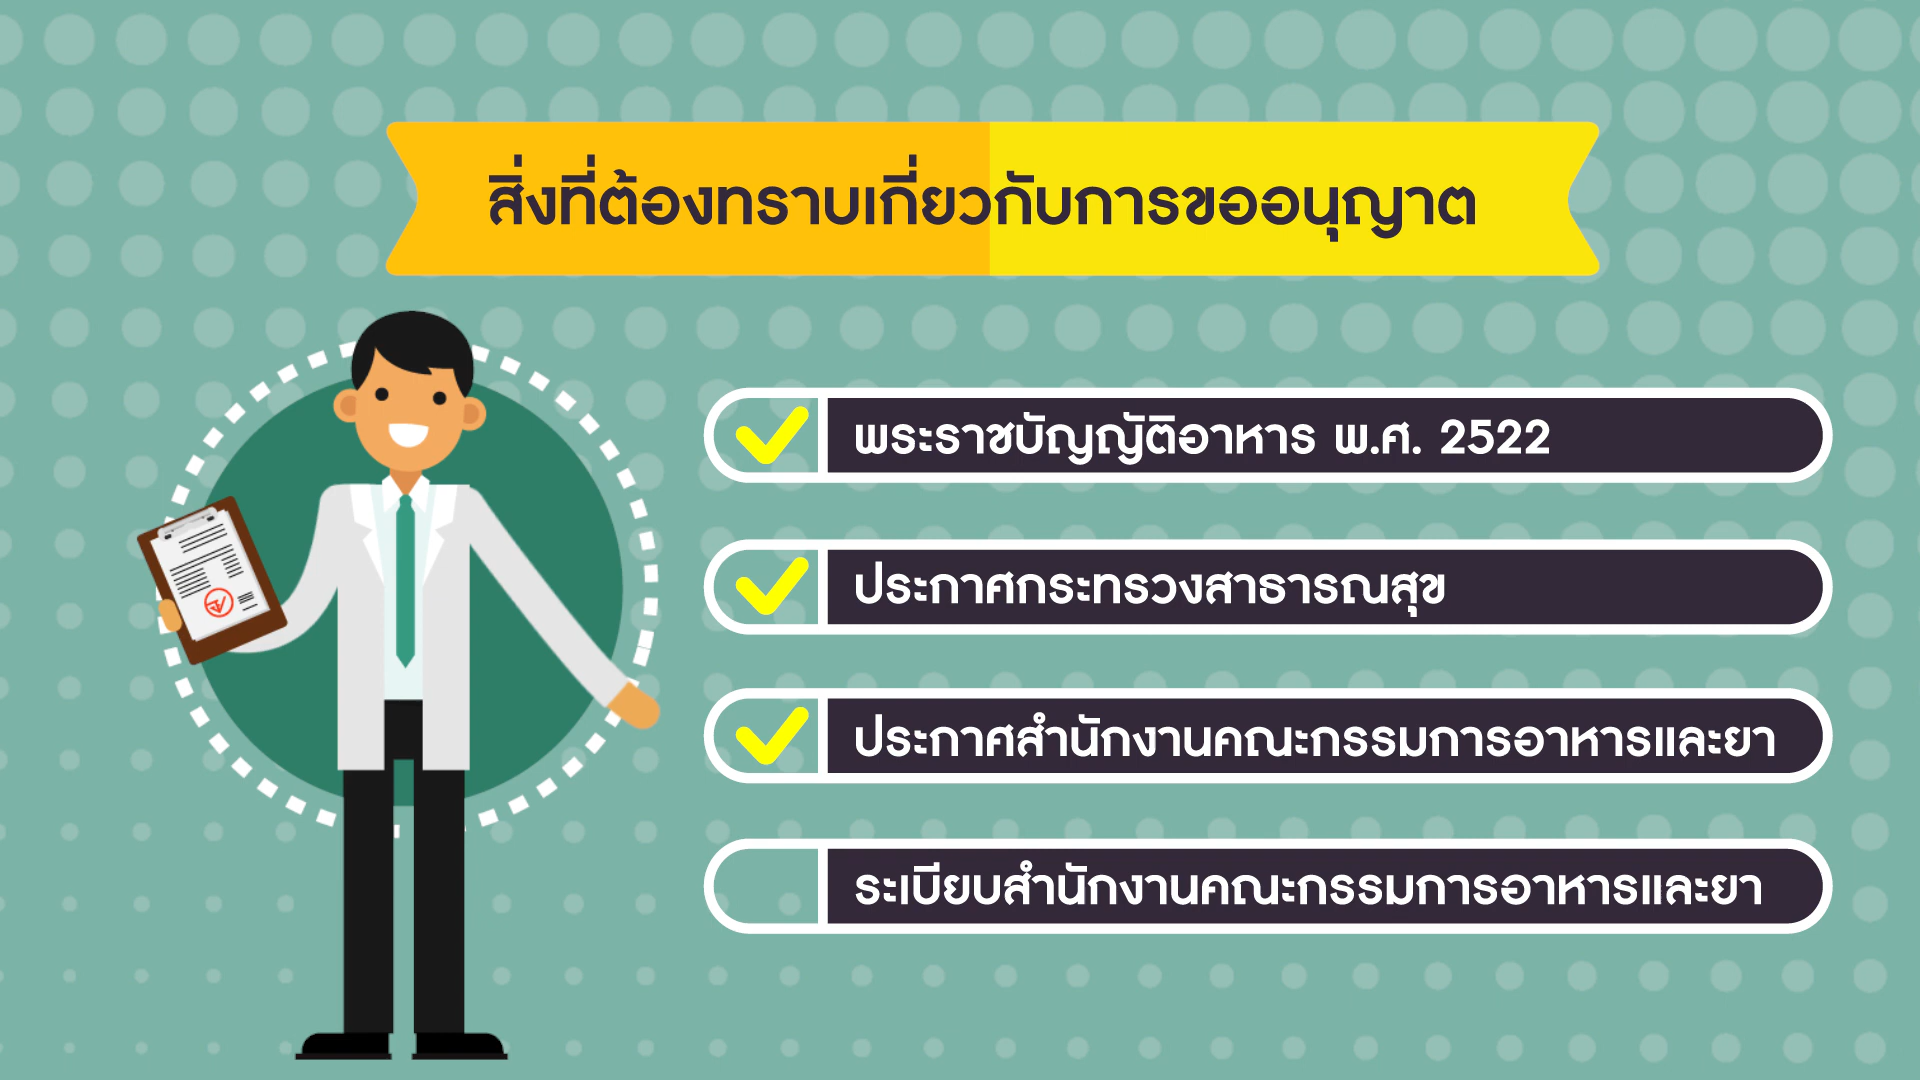 สิ่งที่ต้องทราบเกี่ยวกับการขออนุญาต
พระราชบัญญัติอาหาร พ.ศ. 2522
ประกาศกระทรวงสาธารณสุข
ประกาศสำนักงานคณะกรรมการอาหารและยา
ระเบียบสำนักงานคณะกรรมการอาหารและยา